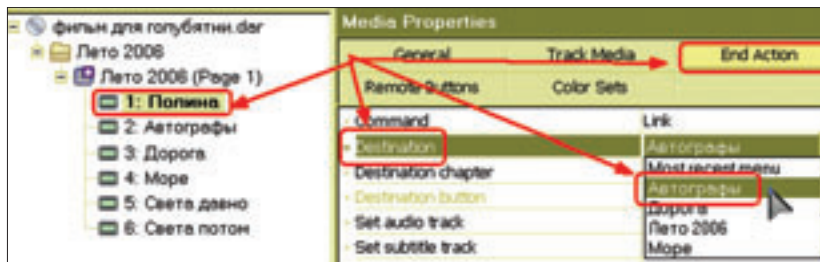 фильм для голубятни.dar
Лето 2006
Лето 2006 (Page 1)
1: Полина
2: Автографы
3: Дорога
4: Море
5: Света давно
6: Света потом
Media Properties
General Track Media End Action
Remote Buttons Color Sets
Command Link
Destination Автографы
Destination chapter Most recent menu
Destination button Автографы
Дорога
Set audio track Лето 2006
Set subtitle track Море